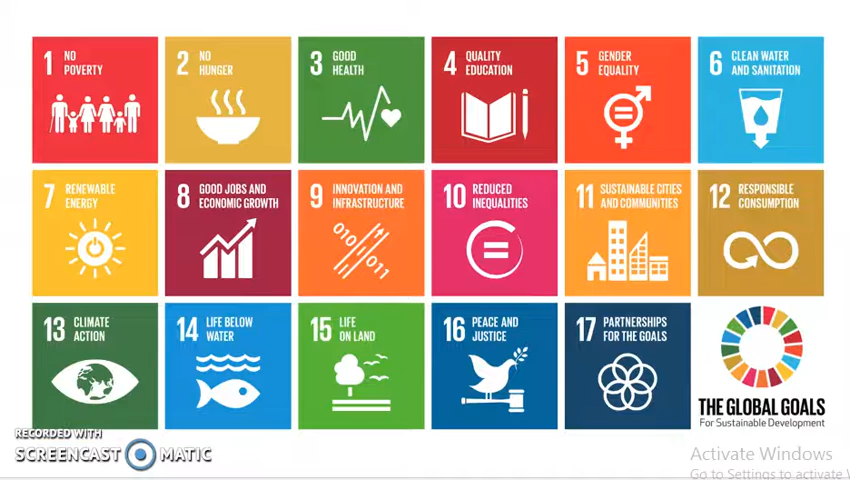 1 NO
POVERTY
2 NO
HUNGER
3 GOOD
HEALTH
4 QUALITY
EDUCATION
5 GENDER
EQUALITY
6 CLEAN WATER
AND SANITATION
7 RENEWABLE
ENERGY
8 GOOD JOBS AND
ECONOMIC GROWTH
9 INNOVATION AND
INFRASTRUCTURE
010
011
10 REDUCED
INEQUALITIES
11 SUSTAINABLE CITIES
AND COMMUNITIES
12 RESPONSIBLE
CONSUMPTION
13 CLIMATE
ACTION
14 LIFE BELOW
WATER
15 LIFE
ON LAND
16 PEACE AND
JUSTICE
17 PARTNERSHIPS
FOR THE GOALS
THE GLOBAL GOALS
For Sustainable Development
RECORDED WITH
SCREENCAST MATIC
Activate Windows
Go to Settings to activate